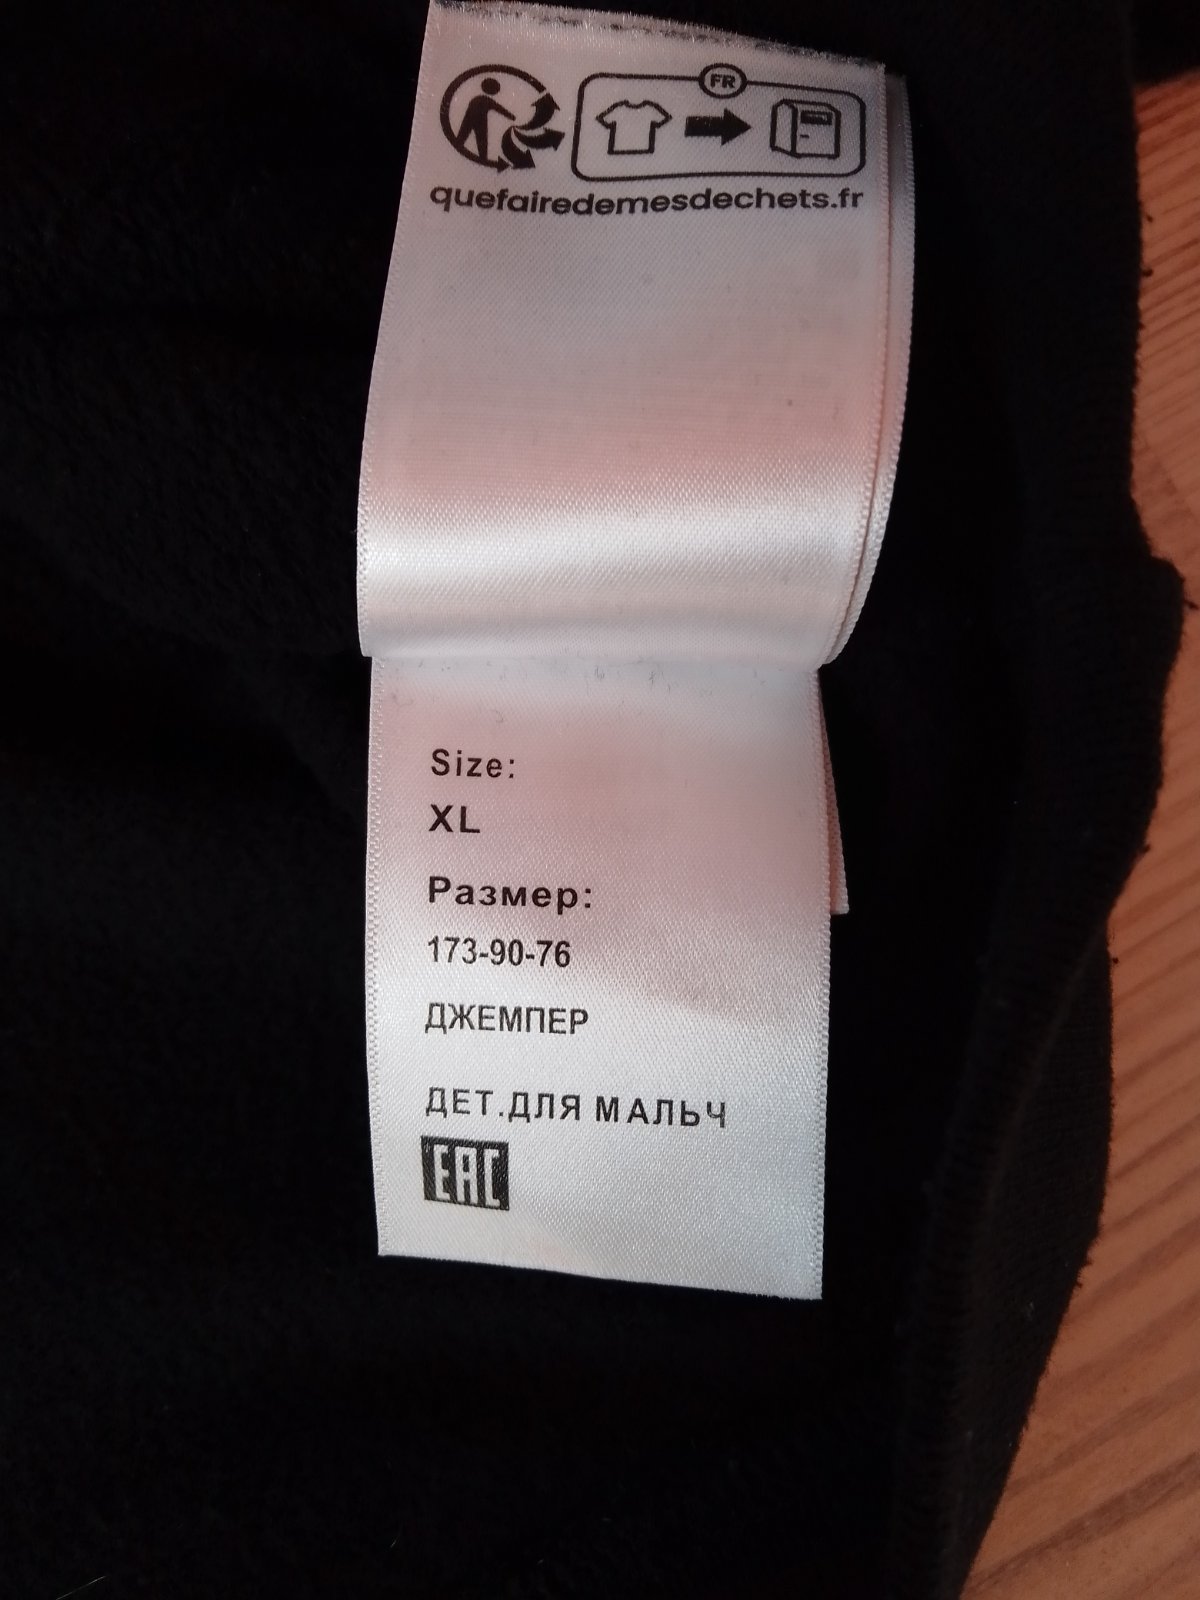 FR
quefairedemesdechets.fr
Size:
XL
Размер:
173-90-76
ДЖЕМПЕР
ДЕТ.ДЛЯ МАЛЬЧ
EAC